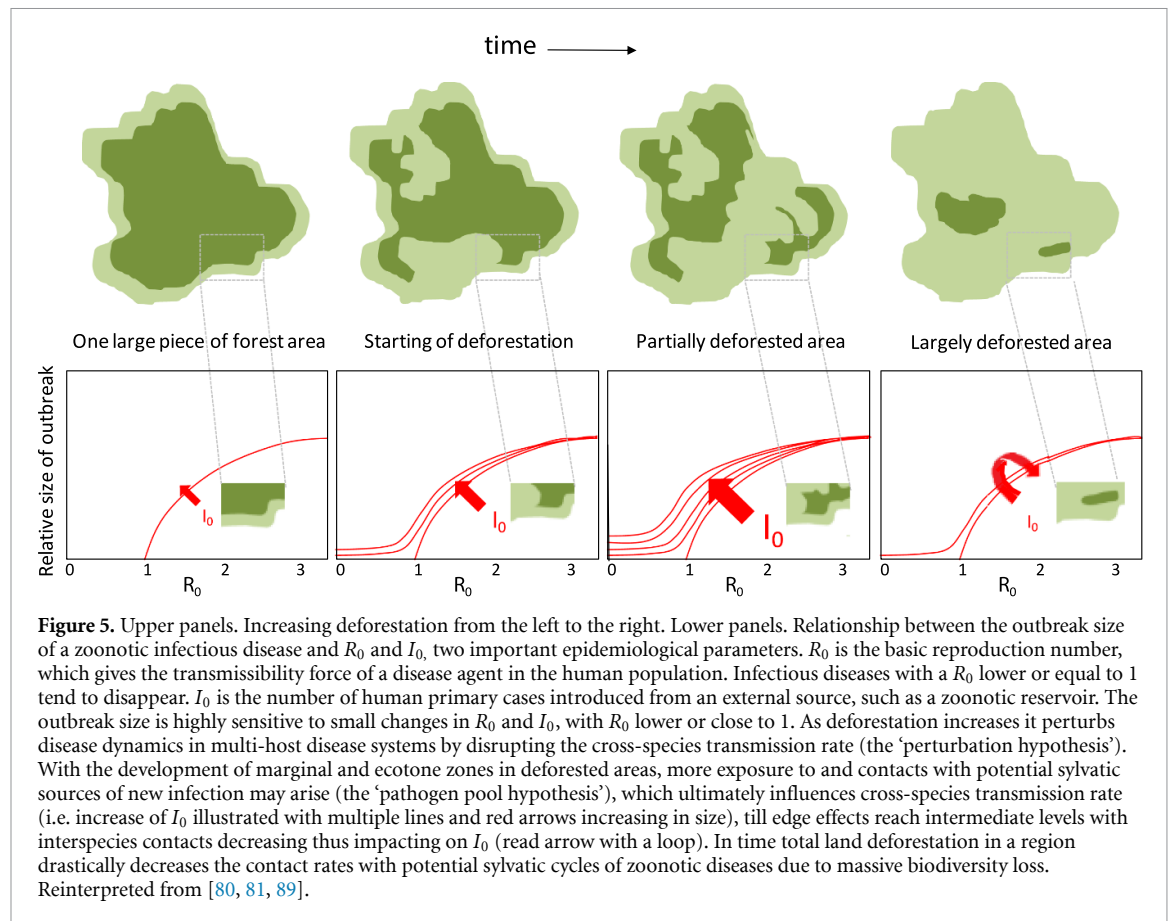 time
One large piece of forest area
Starting of deforestation
Partially deforested area
Largely deforested area
Relative size of outbreak
I₀
I₀
I₀
I₀
0 1 2 3
0 1 2 3
0 1 2 3
0 1 2 3
R₀
R₀
R₀
R₀
Figure 5. Upper panels. Increasing deforestation from the left to the right. Lower panels. Relationship between the outbreak size
of a zoonotic infectious disease and R₀ and I₀, two important epidemiological parameters. R₀ is the basic reproduction number,
which gives the transmissibility force of a disease agent in the human population. Infectious diseases with a R₀ lower or equal to 1
tend to disappear. I₀ is the number of human primary cases introduced from an external source, such as a zoonotic reservoir. The
outbreak size is highly sensitive to small changes in R₀ and I₀, with R₀ lower or close to 1. As deforestation increases it perturbs
disease dynamics in multi-host disease systems by disrupting the cross-species transmission rate (the ‘perturbation hypothesis’).
With the development of marginal and ecotone zones in deforested areas, more exposure to and contacts with potential sylvatic
sources of new infection may arise (the ‘pathogen pool hypothesis’), which ultimately influences cross-species transmission rate
(i.e. increase of I₀ illustrated with multiple lines and red arrows increasing in size), till edge effects reach intermediate levels with
interspecies contacts decreasing thus impacting on I₀ (read arrow with a loop). In time total land deforestation in a region
drastically decreases the contact rates with potential sylvatic cycles of zoonotic diseases due to massive biodiversity loss.
Reinterpreted from [80, 81, 89].